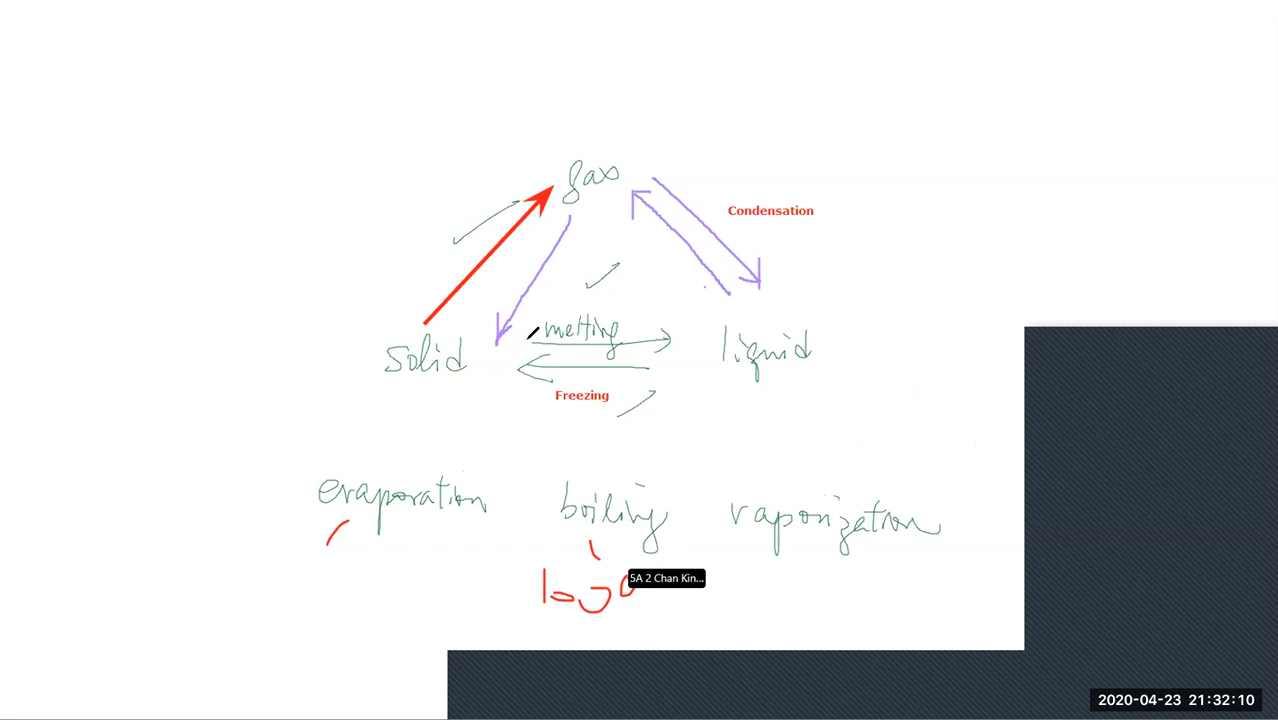 gas
Condensation
melting
solid
liquid
Freezing
evaporation boiling vaporization
5A 2 Chan Kin...
2020-04-23 21:32:10